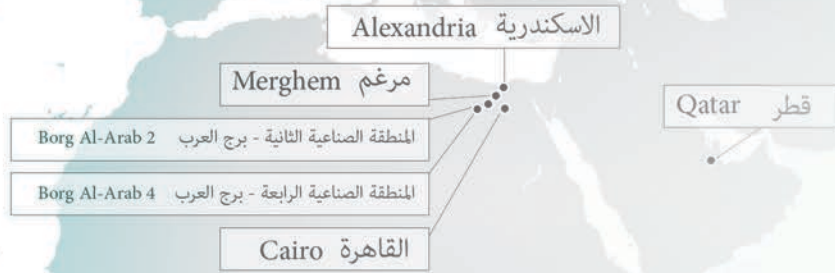 الاسكندرية Alexandria
مرغم Merghem
قطر Qatar
المنطقة الصناعية الثانية - برج العرب Borg Al-Arab 2
المنطقة الصناعية الرابعة - برج العرب Borg Al-Arab 4
القاهرة Cairo